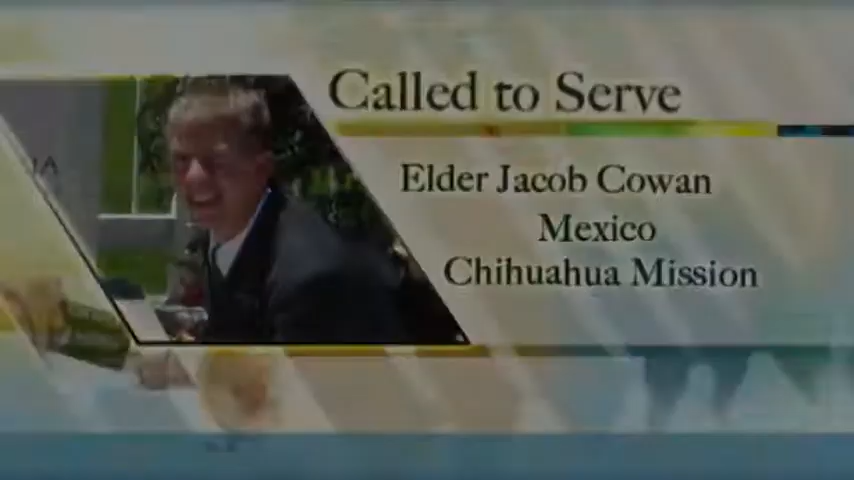 Called to Serve
Elder Jacob Cowan
Mexico
Chihuahua Mission